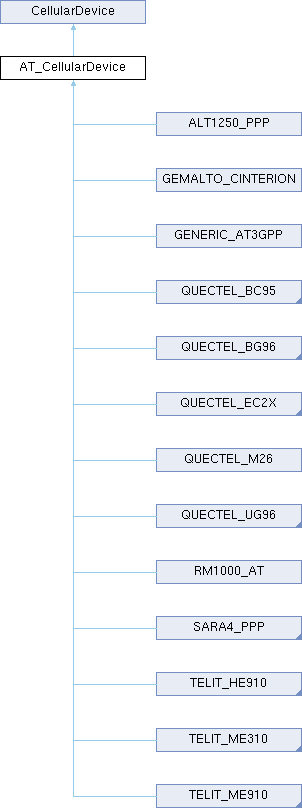 CellularDevice
AT_CellularDevice
ALT1250_PPP
GEMALTO_CINTERION
GENERIC_AT3GPP
QUECTEL_BC95
QUECTEL_BG96
QUECTEL_EC2X
QUECTEL_M26
QUECTEL_UG96
RM1000_AT
SARA4_PPP
TELIT_HE910
TELIT_ME310
TELIT_ME910